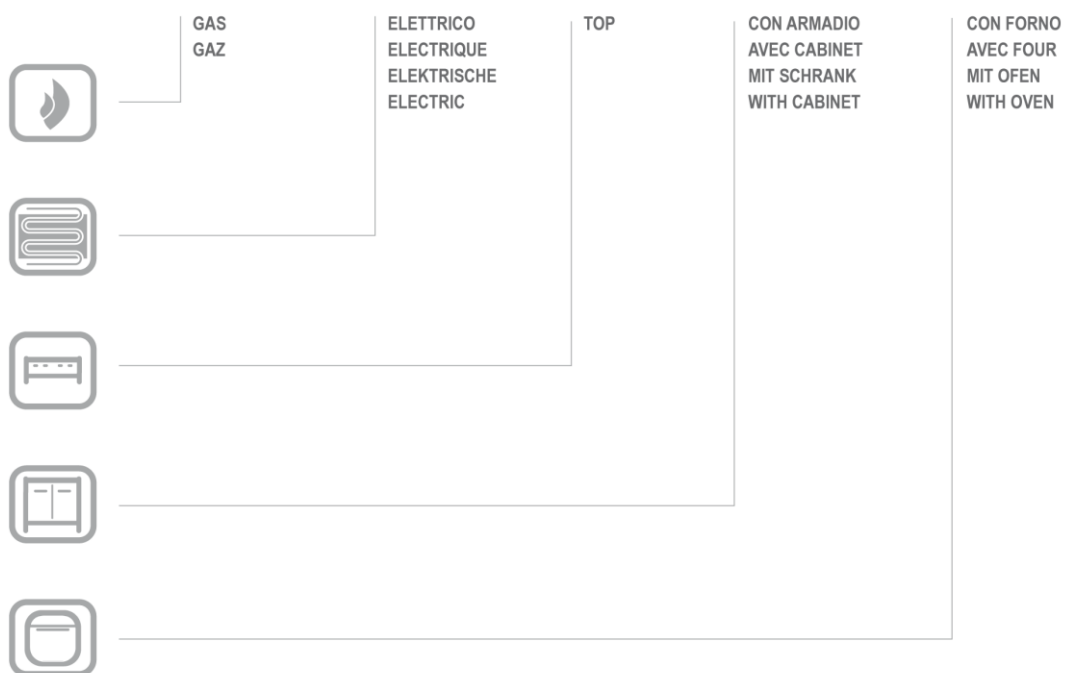 GAS
GAZ
ELETTRICO
ELECTRIQUE
ELEKTRISCHE
ELECTRIC
TOP
CON ARMADIO
AVEC CABINET
MIT SCHRANK
WITH CABINET
CON FORNO
AVEC FOUR
MIT OFEN
WITH OVEN